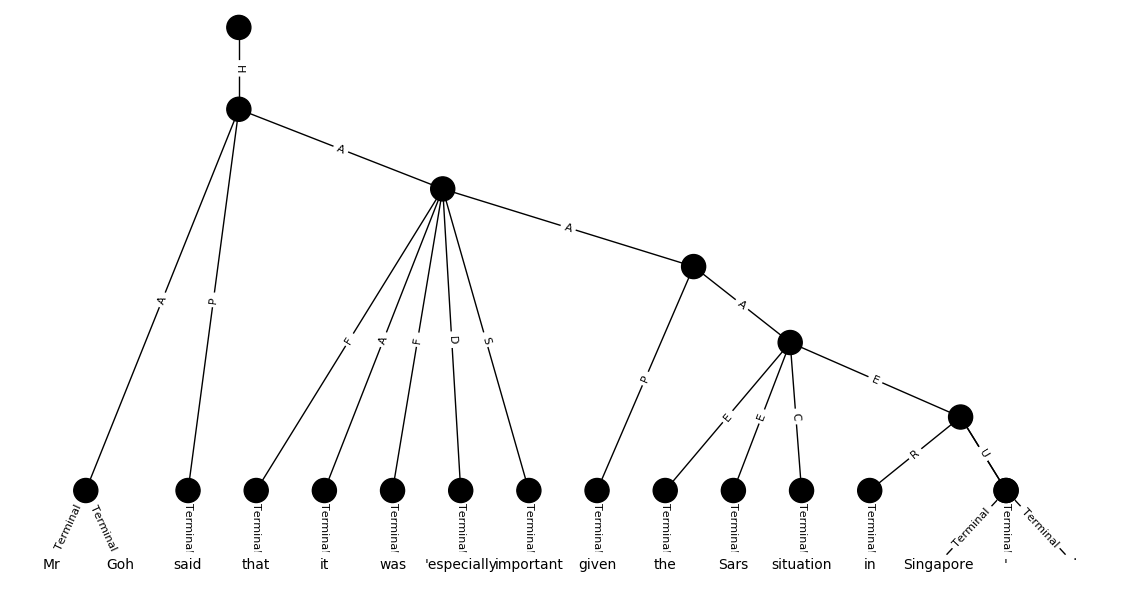 H
A
A
A
P
A
F
A
F
D
S
P
E
E
C
E
R
U
Terminal Terminal Terminal Terminal Terminal Terminal Terminal Terminal Terminal Terminal Terminal Terminal Terminal Terminal Terminal Terminal
Mr Goh said that it was 'especially important given the Sars situation in Singapore ' .